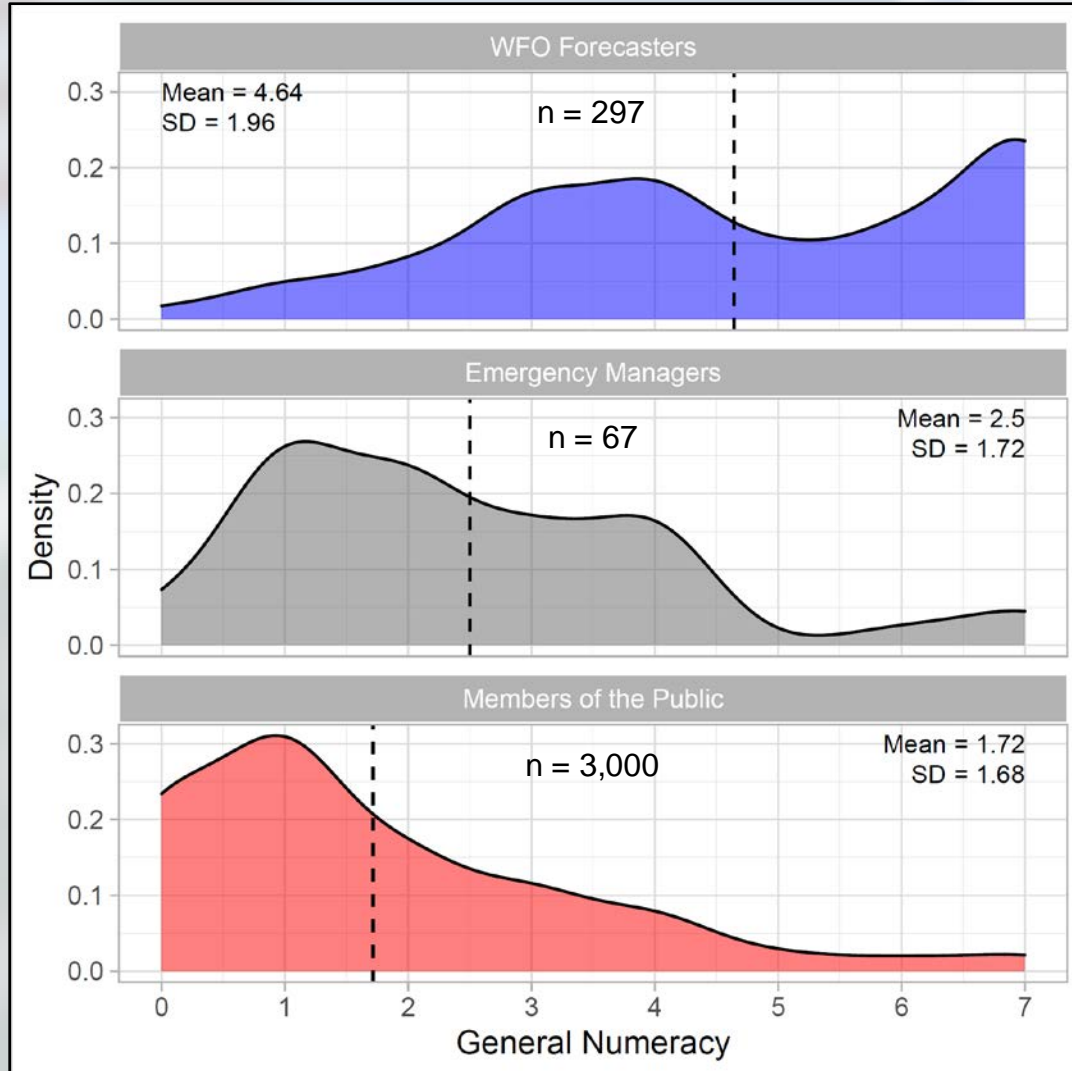 WFO Forecasters
Mean = 4.64
SD = 1.96
n = 297
0.3
0.2
0.1
0.0
Emergency Managers
n = 67
Mean = 2.5
SD = 1.72
0.3
0.2
0.1
0.0
Density
Members of the Public
n = 3,000
Mean = 1.72
SD = 1.68
0.3
0.2
0.1
0.0
0 1 2 3 4 5 6 7
General Numeracy